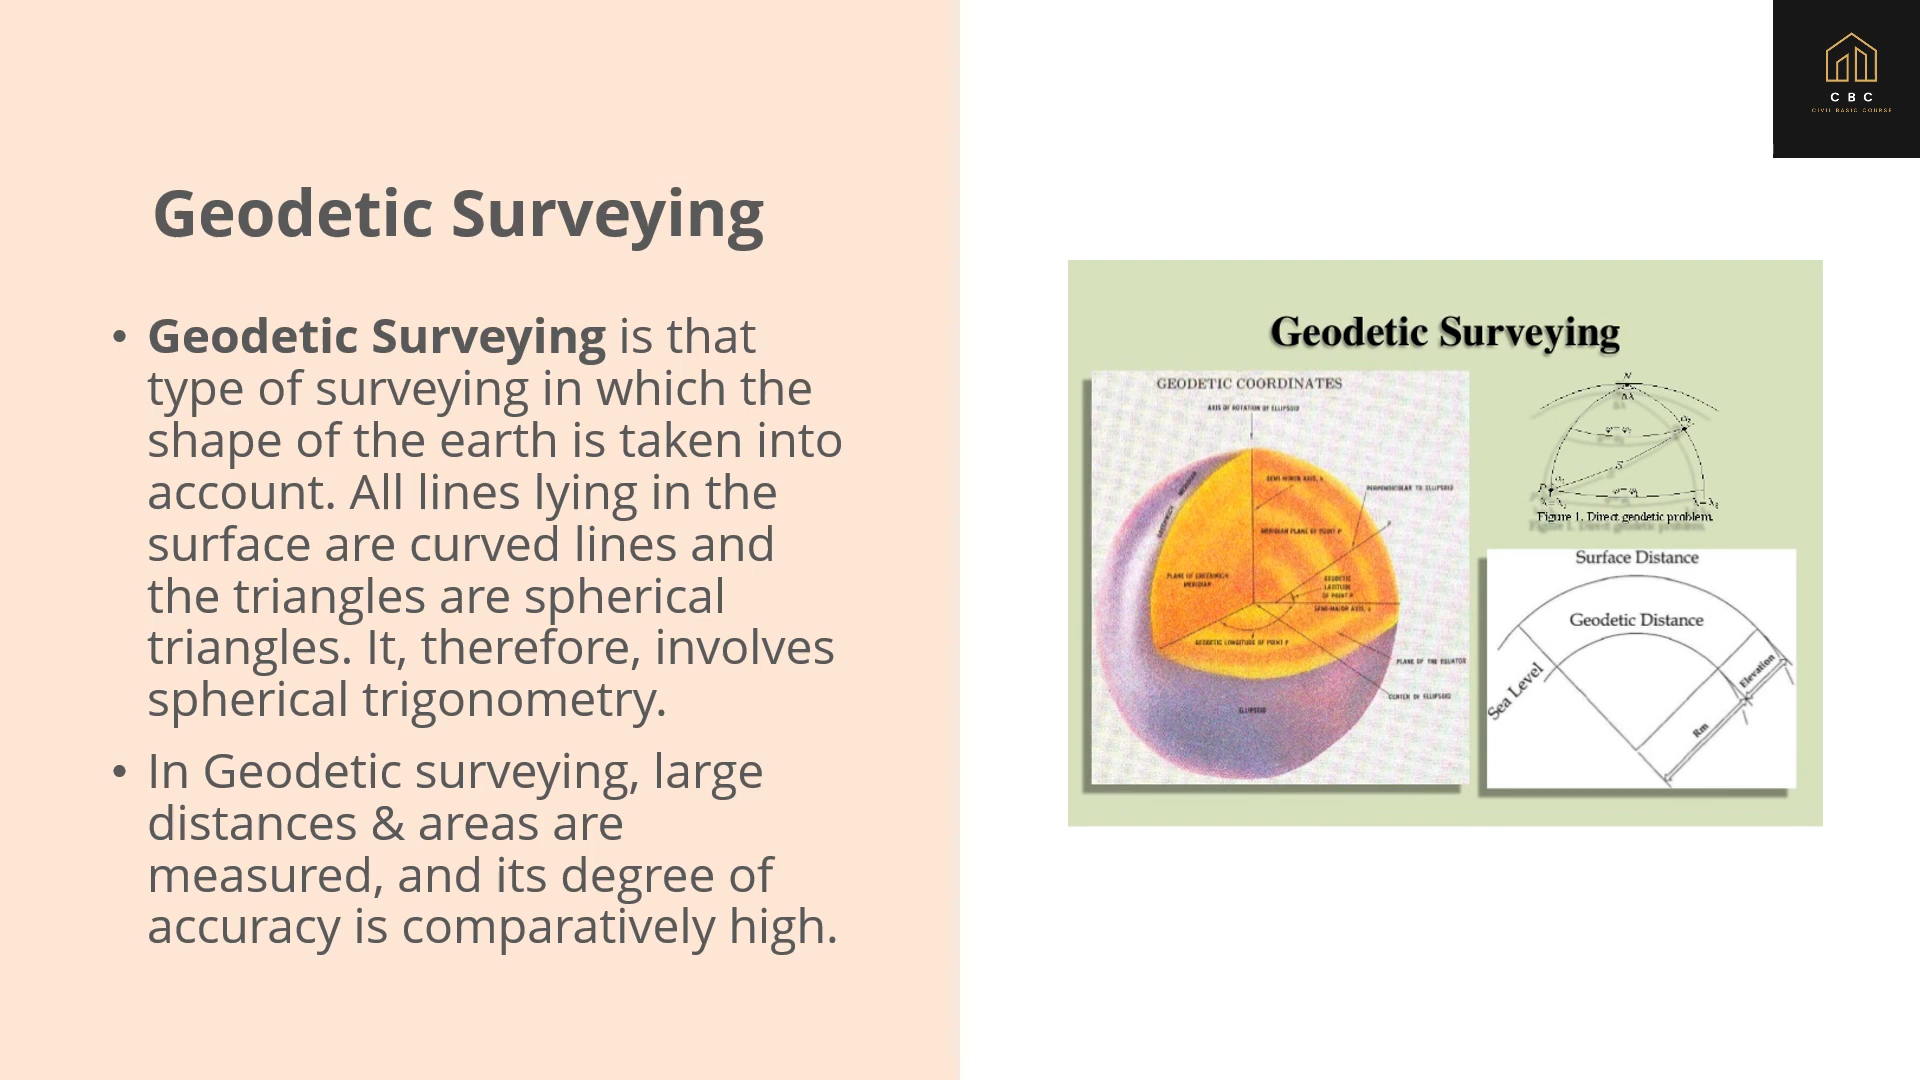 CBC
CIVIL BASIC COURSE
Geodetic Surveying
• Geodetic Surveying is that
type of surveying in which the
shape of the earth is taken into
account. All lines lying in the
surface are curved lines and
the triangles are spherical
triangles. It, therefore, involves
spherical trigonometry.
• In Geodetic surveying, large
distances & areas are
measured, and its degree of
accuracy is comparatively high.
Geodetic Surveying
GEODETIC COORDINATES
AXIS OF ROTATION OF ELLIPSOID
GREENWICH MERIDIAN
SEMI-MINOR AXIS, b
PERPENDICULAR TO ELLIPSOID
MERIDIAN PLANE OF POINT P
P
PLANE OF GREENWICH
MERIDIAN
GEODETIC
LATITUDE
OF POINT P
SEMI-MAJOR AXIS, a
GEODETIC LONGITUDE OF POINT P
PLANE OF THE EQUATOR
CENTER OF ELLIPSOID
ELLIPSOID
N
Δλ
S
Figure 1. Direct geodetic problem.
Surface Distance
Geodetic Distance
Sea Level
Elevation
Rm